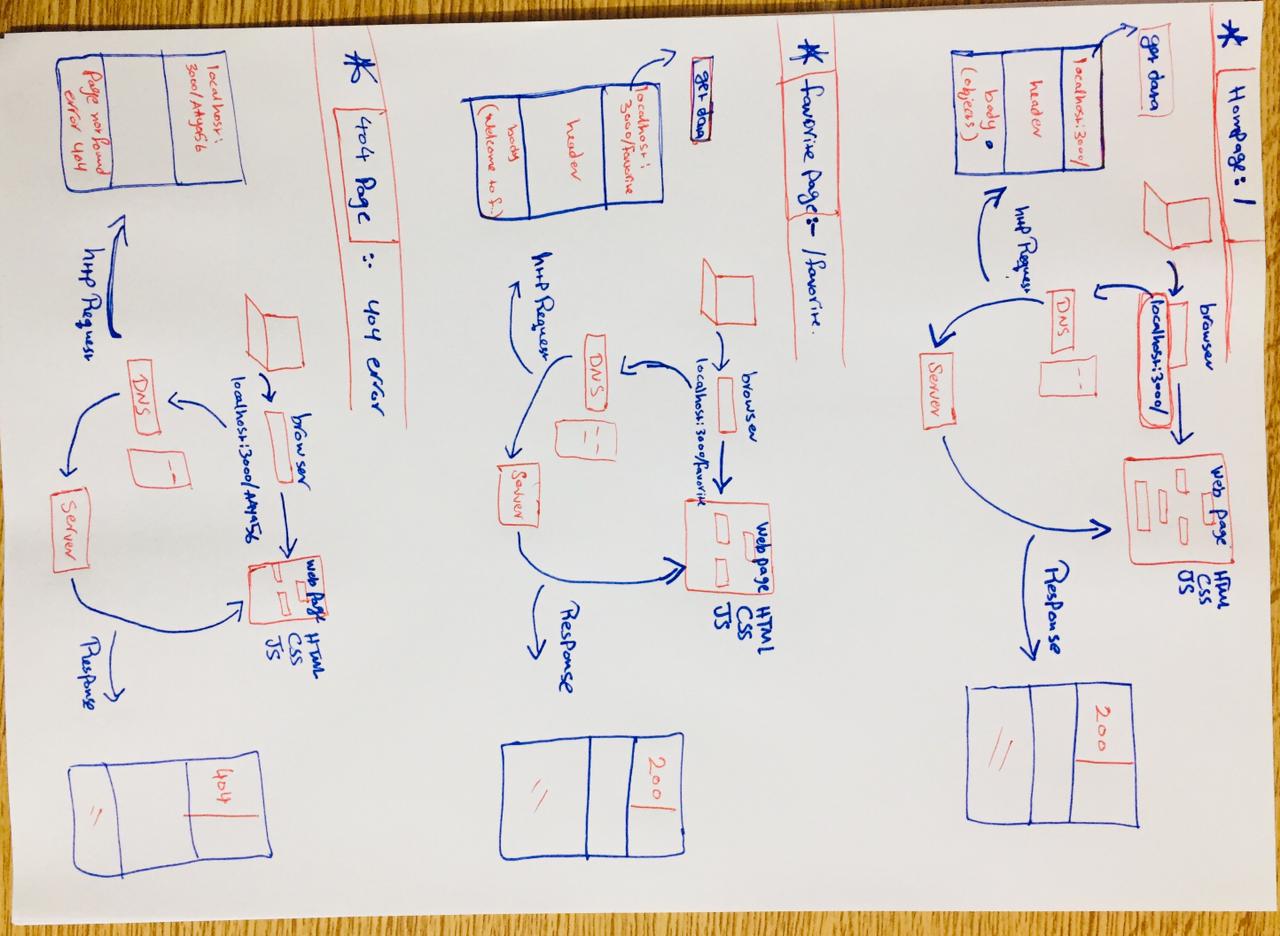 * HomPage:- /
get data
localhost:3000/
header
body
(objects)
http Request
browser
localhost:3000/
DNS
Server
web page
HTML
CSS
JS
Response
200
* favorite page:- /favorite.
get data
localhost:
3000/favorite
header
body
(welcome to f..)
http Request
browser
localhost:3000/favorite
DNS
Server
web page
HTML
CSS
JS
Response
200
* 404 Page :- 404 error
localhost:
3000/AAya56
Page not found
error 404
http Request
browser
localhost:3000/AAya56
DNS
Server
web page
HTML
CSS
JS
Response
404